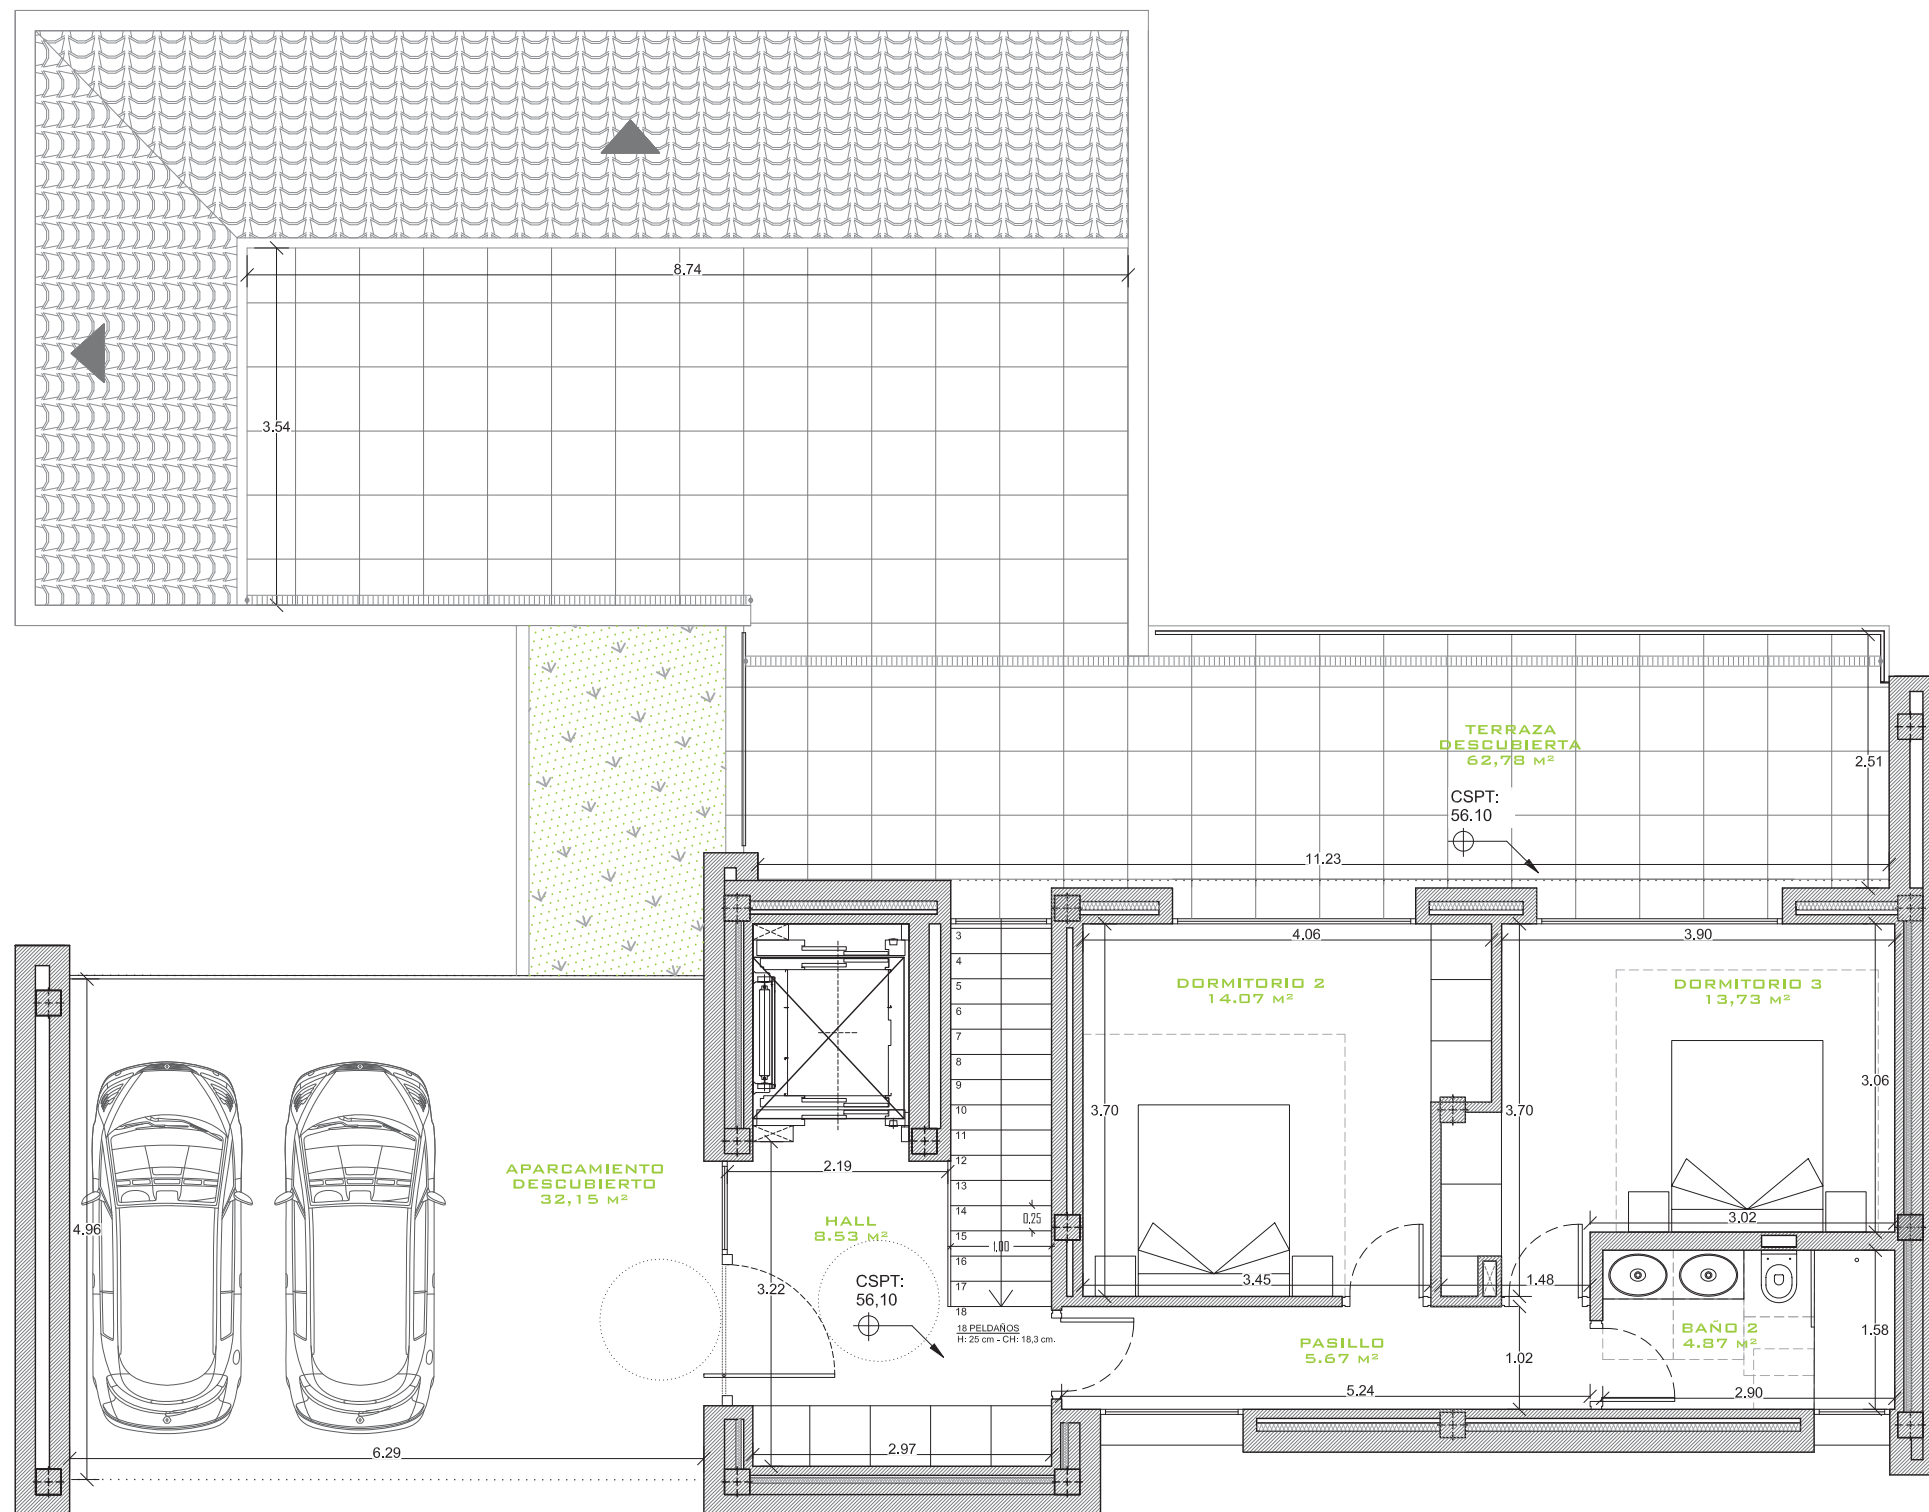 8.74
3.54
TERRAZA
DESCUBIERTA
62,78 M²
2.51
CSPT:
56.10
11.23
3
4
5
6
7
8
9
10
11
12
13
14
15
16
17
18
4.06
3.90
DORMITORIO 2
14.07 M²
DORMITORIO 3
13,73 M²
3.06
3.70
3.70
APARCAMIENTO
DESCUBIERTO
32,15 M²
4.96
2.19
HALL
8.53 M²
0,25
1,00
3.02
3.22
CSPT:
56,10
3.45
1.48
18 PELDAÑOS
H: 25 cm - CH: 18,3 cm.
PASILLO
5.67 M²
1.02
BAÑO 2
4.87 M²
1.58
5.24
2.90
6.29
2.97